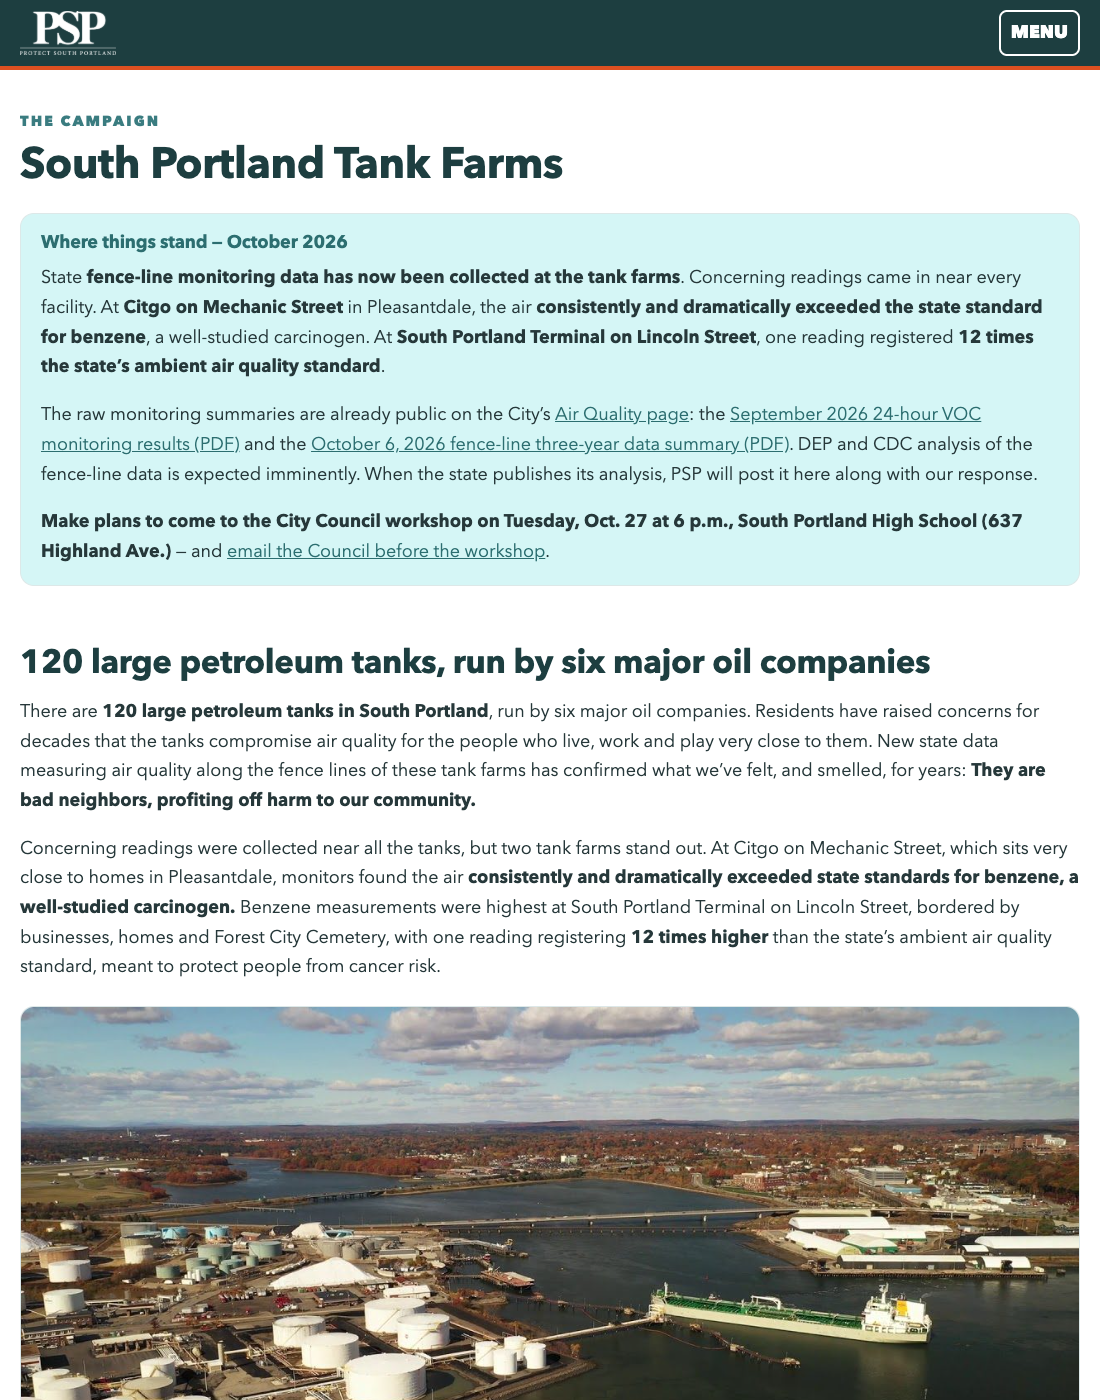 PSP
PROTECT SOUTH PORTLAND
MENU
THE CAMPAIGN
South Portland Tank Farms
Where things stand – October 2026
State fence-line monitoring data has now been collected at the tank farms. Concerning readings came in near every
facility. At Citgo on Mechanic Street in Pleasantdale, the air consistently and dramatically exceeded the state standard
for benzene, a well-studied carcinogen. At South Portland Terminal on Lincoln Street, one reading registered 12 times
the state’s ambient air quality standard.
The raw monitoring summaries are already public on the City’s Air Quality page: the September 2026 24-hour VOC
monitoring results (PDF) and the October 6, 2026 fence-line three-year data summary (PDF). DEP and CDC analysis of the
fence-line data is expected imminently. When the state publishes its analysis, PSP will post it here along with our response.
Make plans to come to the City Council workshop on Tuesday, Oct. 27 at 6 p.m., South Portland High School (637
Highland Ave.) – and email the Council before the workshop.
120 large petroleum tanks, run by six major oil companies
There are 120 large petroleum tanks in South Portland, run by six major oil companies. Residents have raised concerns for
decades that the tanks compromise air quality for the people who live, work and play very close to them. New state data
measuring air quality along the fence lines of these tank farms has confirmed what we’ve felt, and smelled, for years: They are
bad neighbors, profiting off harm to our community.
Concerning readings were collected near all the tanks, but two tank farms stand out. At Citgo on Mechanic Street, which sits very
close to homes in Pleasantdale, monitors found the air consistently and dramatically exceeded state standards for benzene, a
well-studied carcinogen. Benzene measurements were highest at South Portland Terminal on Lincoln Street, bordered by
businesses, homes and Forest City Cemetery, with one reading registering 12 times higher than the state’s ambient air quality
standard, meant to protect people from cancer risk.